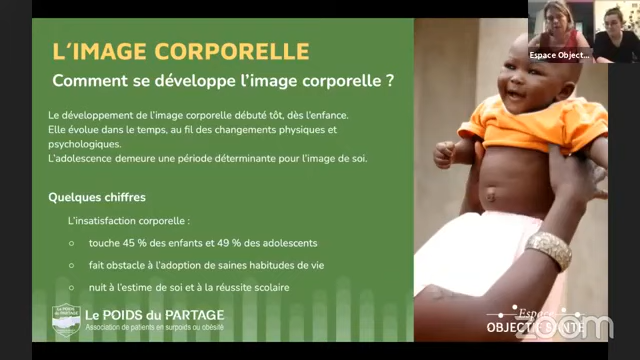 L'IMAGE CORPORELLE
Comment se développe l'image corporelle ?
Le développement de l'image corporelle débuté tôt, dès l'enfance.
Elle évolue dans le temps, au fil des changements physiques et
psychologiques.
L'adolescence demeure une période déterminante pour l'image de soi.
Quelques chiffres
L'insatisfaction corporelle :
touche 45 % des enfants et 49 % des adolescents
fait obstacle à l'adoption de saines habitudes de vie
nuit à l'estime de soi et à la réussite scolaire
Le POIDS du PARTAGE
Association de patients en surpoids ou obésité
Espace Object...
Espace
OBJECTIF SANTÉ
zoom